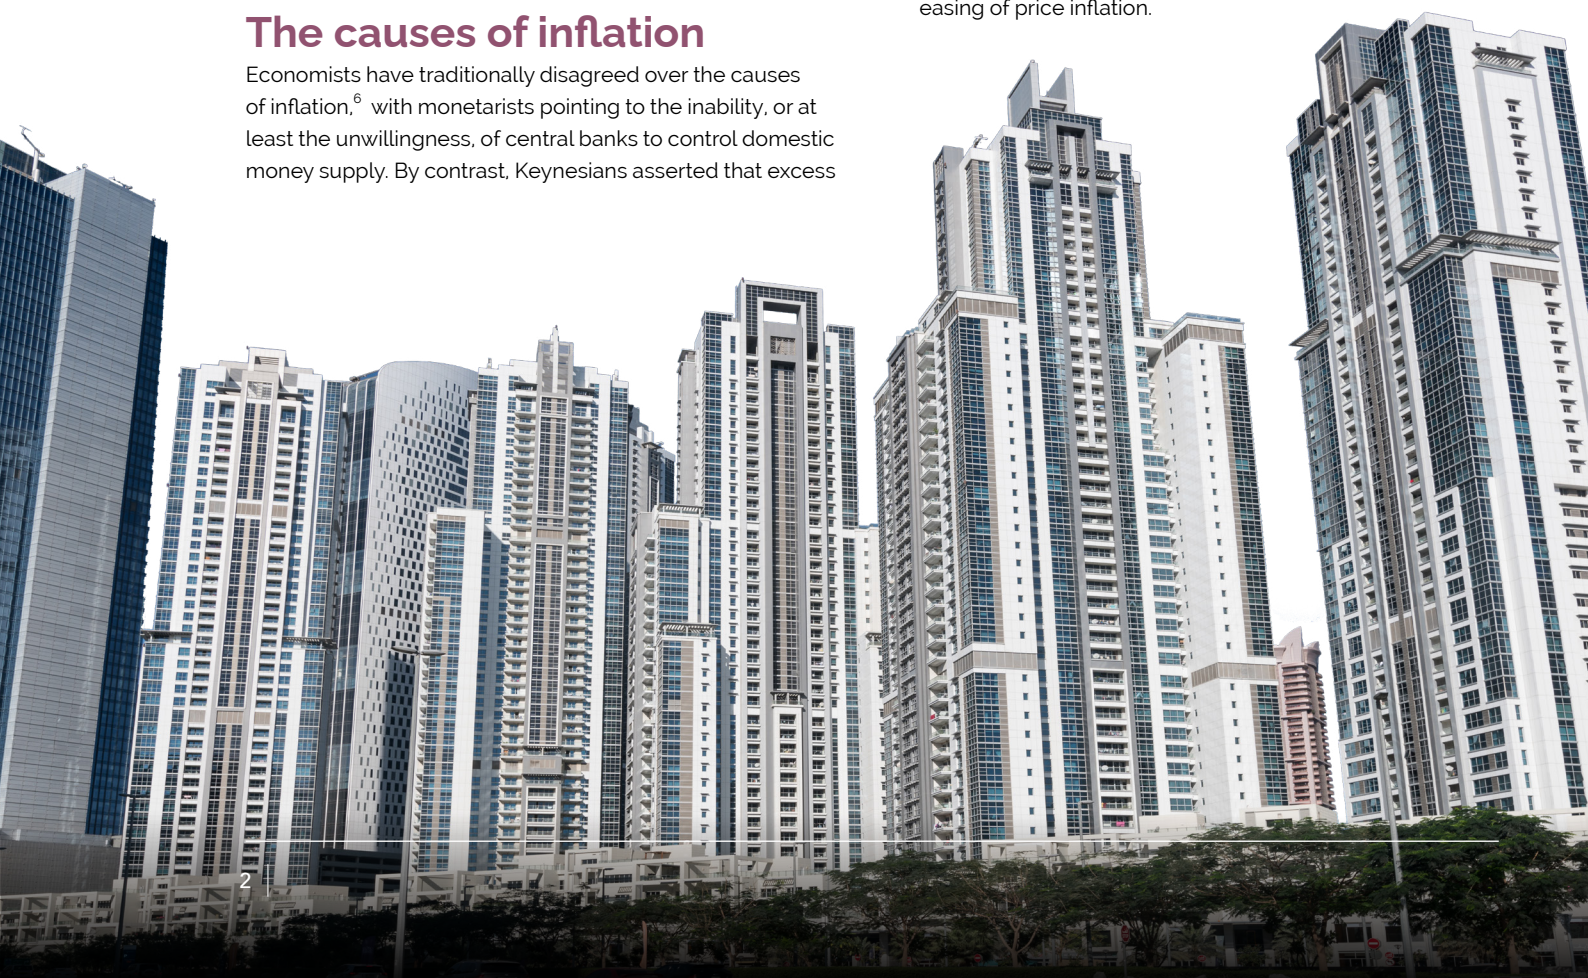 The causes of inflation
Economists have traditionally disagreed over the causes
of inflation,6 with monetarists pointing to the inability, or at
least the unwillingness, of central banks to control domestic
money supply. By contrast, Keynesians asserted that excess
easing of price inflation.
2